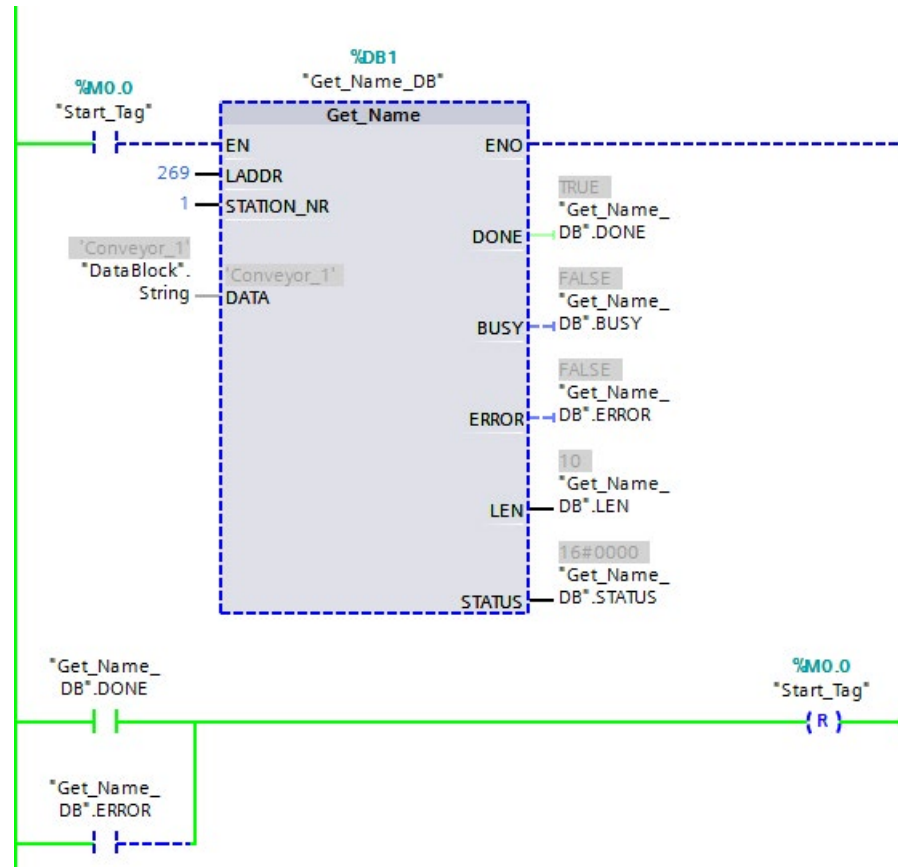 %DB1
"Get_Name_DB"
%M0.0
"Start_Tag"
Get_Name
EN
ENO
269
LADDR
1
STATION_NR
TRUE
"Get_Name_
DB".DONE
DONE
'Conveyor_1'
"DataBlock".
String
'Conveyor_1'
DATA
FALSE
"Get_Name_
DB".BUSY
BUSY
FALSE
"Get_Name_
DB".ERROR
ERROR
10
"Get_Name_
DB".LEN
LEN
16#0000
"Get_Name_
DB".STATUS
STATUS
"Get_Name_
DB".DONE
%M0.0
"Start_Tag"
R
"Get_Name_
DB".ERROR